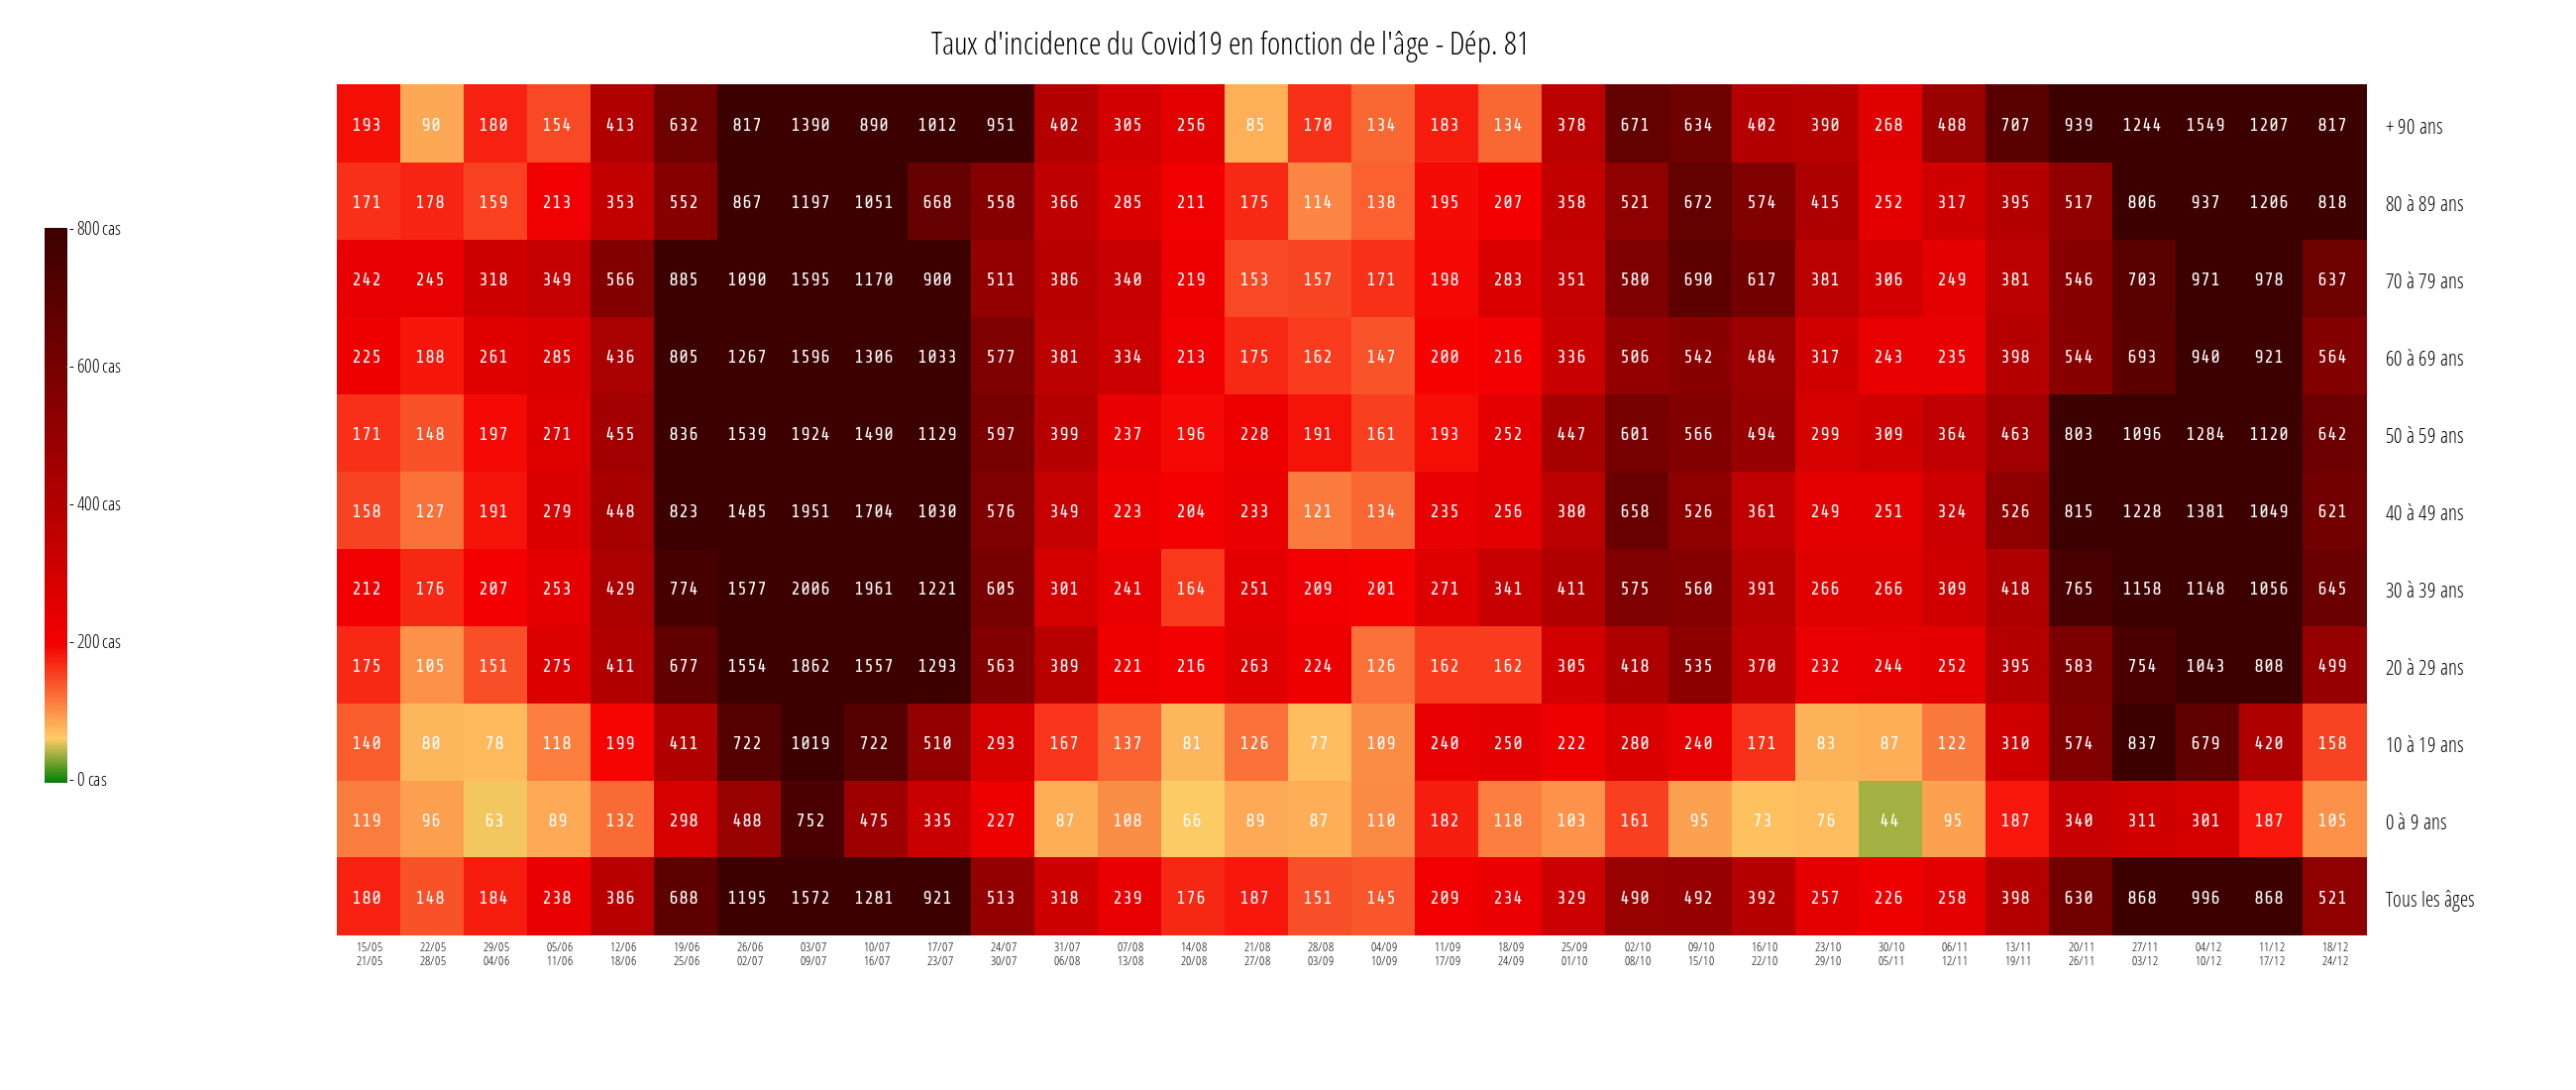 Taux d'incidence du Covid19 en fonction de l'âge - Dép. 81
- 800 cas
- 600 cas
- 400 cas
- 200 cas
- 0 cas
193 90 180 154 413 632 817 1390 890 1012 951 402 305 256 85 170 134 183 134 378 671 634 402 390 268 488 707 939 1244 1549 1207 817 + 90 ans
171 178 159 213 353 552 867 1197 1051 668 558 366 285 211 175 114 138 195 207 358 521 672 574 415 252 317 395 517 806 937 1206 818 80 à 89 ans
242 245 318 349 566 885 1090 1595 1170 900 511 386 340 219 153 157 171 198 283 351 580 690 617 381 306 249 381 546 703 971 978 637 70 à 79 ans
225 188 261 285 436 805 1267 1596 1306 1033 577 381 334 213 175 162 147 200 216 336 506 542 484 317 243 235 398 544 693 940 921 564 60 à 69 ans
171 148 197 271 455 836 1539 1924 1490 1129 597 399 237 196 228 191 161 193 252 447 601 566 494 299 309 364 463 803 1096 1284 1120 642 50 à 59 ans
158 127 191 279 448 823 1485 1951 1704 1030 576 349 223 204 233 121 134 235 256 380 658 526 361 249 251 324 526 815 1228 1381 1049 621 40 à 49 ans
212 176 207 253 429 774 1577 2006 1961 1221 605 301 241 164 251 209 201 271 341 411 575 560 391 266 266 309 418 765 1158 1148 1056 645 30 à 39 ans
175 105 151 275 411 677 1554 1862 1557 1293 563 389 221 216 263 224 126 162 162 305 418 535 370 232 244 252 395 583 754 1043 808 499 20 à 29 ans
140 80 78 118 199 411 722 1019 722 510 293 167 137 81 126 77 109 240 250 222 280 240 171 83 87 122 310 574 837 679 420 158 10 à 19 ans
119 96 63 89 132 298 488 752 475 335 227 87 108 66 89 87 110 182 118 103 161 95 73 76 44 95 187 340 311 301 187 105 0 à 9 ans
180 148 184 238 386 688 1195 1572 1281 921 513 318 239 176 187 151 145 209 234 329 490 492 392 257 226 258 398 630 868 996 868 521 Tous les âges
15/05 22/05 29/05 05/06 12/06 19/06 26/06 03/07 10/07 17/07 24/07 31/07 07/08 14/08 21/08 28/08 04/09 11/09 18/09 25/09 02/10 09/10 16/10 23/10 30/10 06/11 13/11 20/11 27/11 04/12 11/12 18/12
21/05 28/05 04/06 11/06 18/06 25/06 02/07 09/07 16/07 23/07 30/07 06/08 13/08 20/08 27/08 03/09 10/09 17/09 24/09 01/10 08/10 15/10 22/10 29/10 05/11 12/11 19/11 26/11 03/12 10/12 17/12 24/12